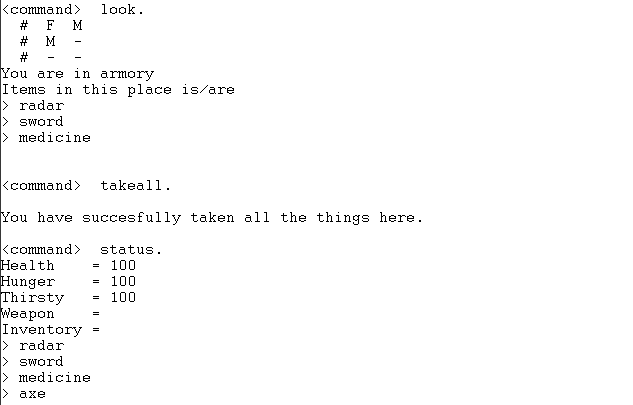 <command>  look.
  #  F  M
  #  M  -
  #  -  -
You are in armory
Items in this place is/are
> radar
> sword
> medicine
<command>  takeall.
You have succesfully taken all the things here.
<command>  status.
Health     = 100
Hunger     = 100
Thirsty    = 100
Weapon     =
Inventory =
> radar
> sword
> medicine
> axe